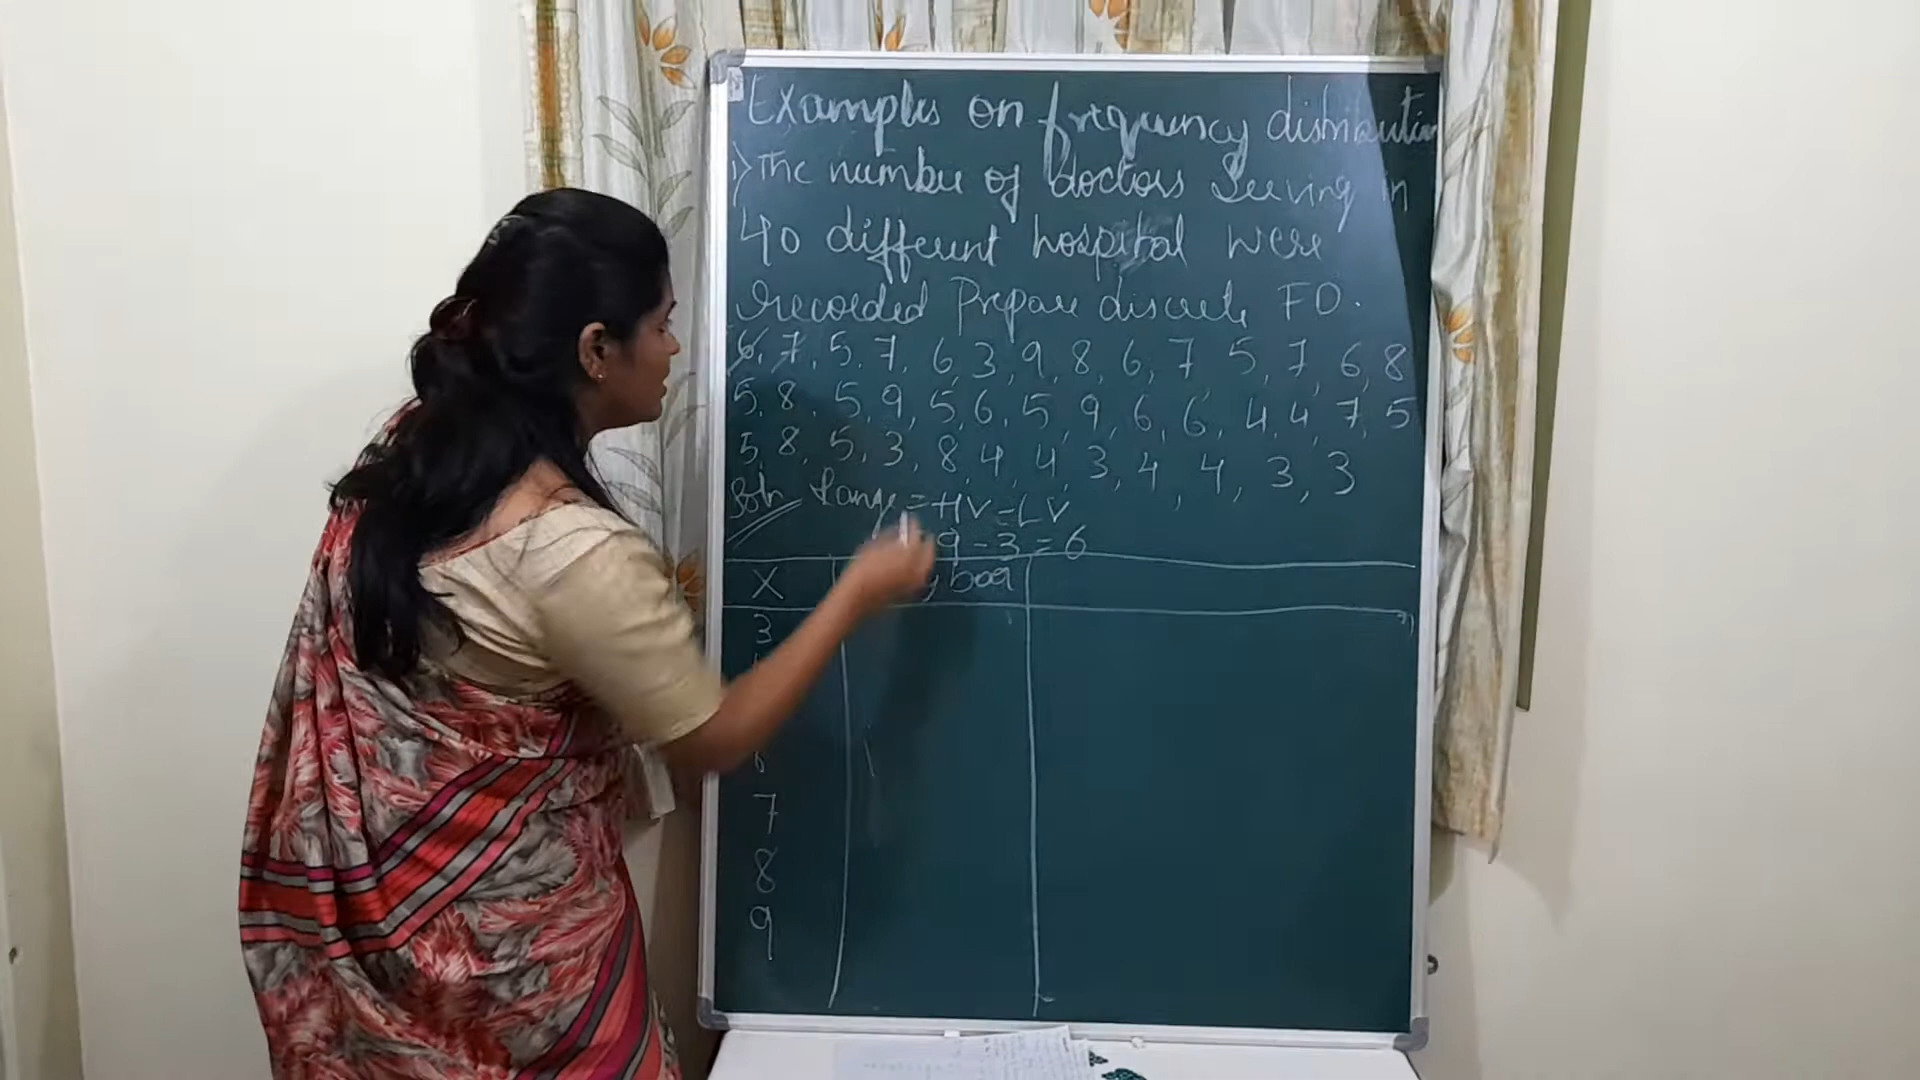 Examples on frequency distribution
1) The number of doctors Serving in
40 different hospital were
recorded Prepare discrete FD.
6, 7, 5, 7, 6, 3, 9, 8, 6, 7 5, 7, 6, 8
5, 8, 5, 9, 5, 6, 5, 9, 6, 6, 4, 4, 7, 5
5, 8, 5, 3, 8, 4, 4, 3, 4, 4, 3, 3
Soln Range = HV - LV
9 - 3 = 6
X
3
6
7
8
9